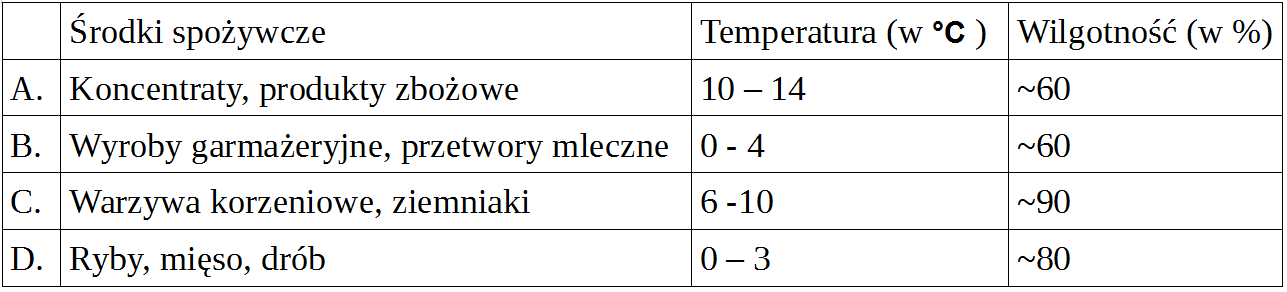 Środki spożywcze Temperatura (w °C ) Wilgotność (w %)
A. Koncentraty, produkty zbożowe 10 – 14 ~60
B. Wyroby garmażeryjne, przetwory mleczne 0 - 4 ~60
C. Warzywa korzeniowe, ziemniaki 6 -10 ~90
D. Ryby, mięso, drób 0 – 3 ~80